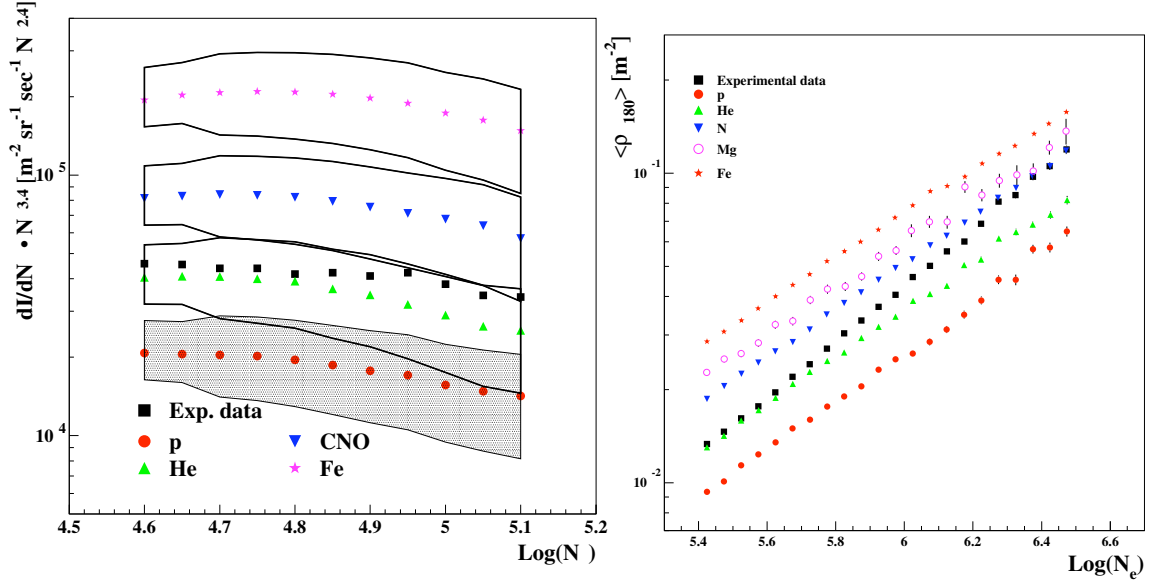 dI/dN • N 3.4 [m-2 sr-1 sec-1 N 2.4]
10 5
10 4
Exp. data
p
He
CNO
Fe
4.5 4.6 4.7 4.8 4.9 5 5.1 5.2
Log(N )
<ρ 180> [m-2]
10 -1
10 -2
Experimental data
p
He
N
Mg
Fe
5.4 5.6 5.8 6 6.2 6.4 6.6
Log(Ne)